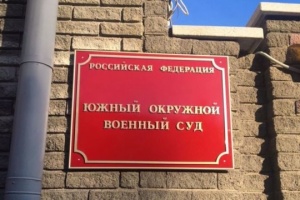 РОССИЙСКАЯ ФЕДЕРАЦИЯ
ЮЖНЫЙ ОКРУЖНОЙ
ВОЕННЫЙ СУД